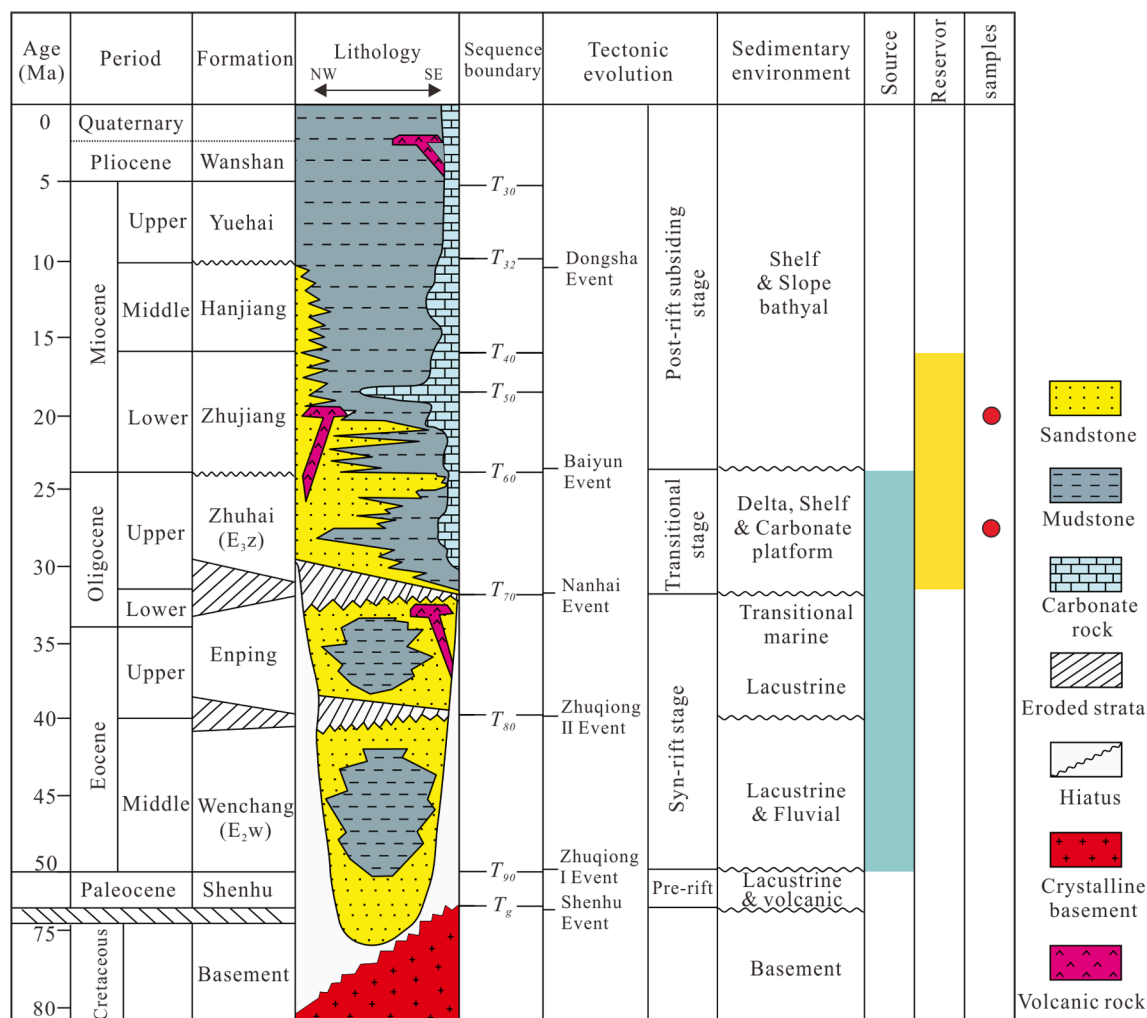 Age
(Ma)
Period
Formation
Lithology
NW
SE
Sequence
boundary
Tectonic
evolution
Sedimentary
environment
Source
Reservor
samples
0
5
10
15
20
25
30
35
40
45
50
75
80
Quaternary
Pliocene
Miocene
Upper
Middle
Lower
Oligocene
Upper
Lower
Eocene
Upper
Middle
Paleocene
Cretaceous
Wanshan
Yuehai
Hanjiang
Zhujiang
Zhuhai
(E₃z)
Enping
Wenchang
(E₂w)
Shenhu
Basement
T₃₀
T₃₂
T₄₀
T₅₀
T₆₀
T₇₀
T₈₀
T₉₀
T_g
Dongsha
Event
Baiyun
Event
Nanhai
Event
Zhuqiong
II Event
Zhuqiong
I Event
Shenhu
Event
Post-rift subsiding
stage
Transitional
stage
Syn-rift stage
Pre-rift
Shelf
& Slope
bathyal
Delta, Shelf
& Carbonate
platform
Transitional
marine
Lacustrine
Lacustrine
& Fluvial
Lacustrine
& volcanic
Basement
Sandstone
Mudstone
Carbonate
rock
Eroded strata
Hiatus
Crystalline
basement
Volcanic rock